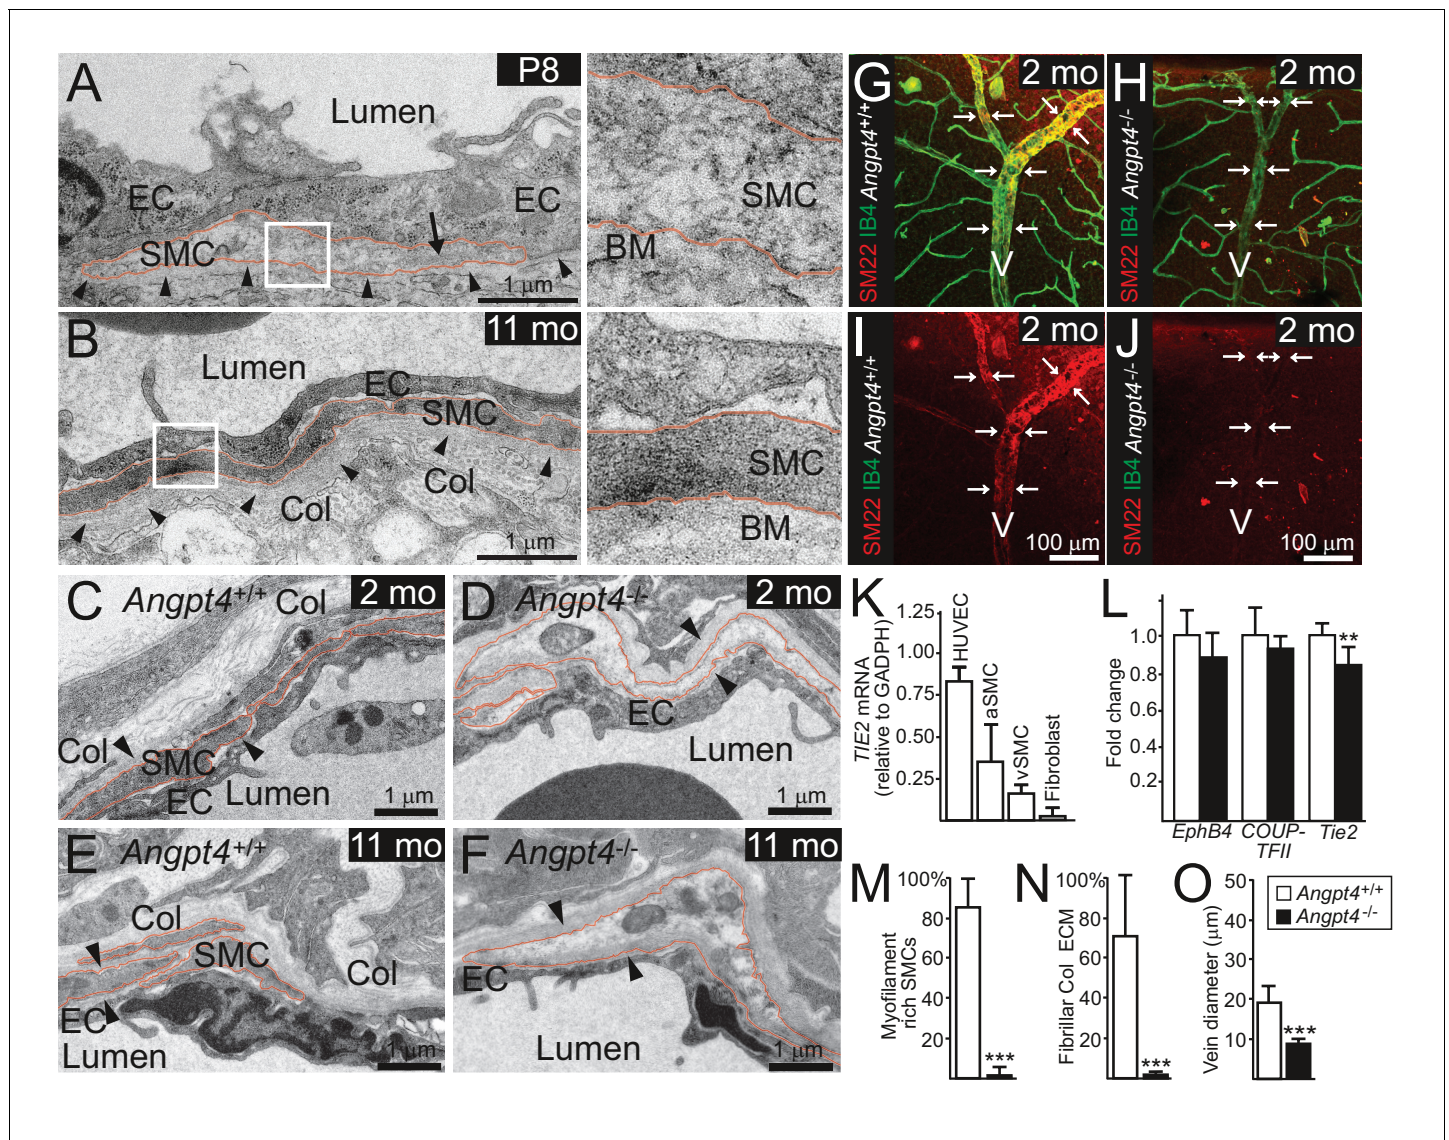 A
P8
Lumen
EC
EC
SMC
1 µm
SMC
BM
B
11 mo
Lumen
EC
SMC
Col
Col
1 µm
SMC
BM
C
Angpt4+/+
Col
2 mo
Col
SMC
EC
Lumen
1 µm
D
Angpt4-/-
2 mo
EC
Lumen
1 µm
E
Angpt4+/+
11 mo
Col
SMC
Col
EC
Lumen
1 µm
F
Angpt4-/-
11 mo
EC
Lumen
1 µm
G
2 mo
SM22 IB4 Angpt4+/+
V
H
2 mo
SM22 IB4 Angpt4-/-
V
I
2 mo
SM22 IB4 Angpt4+/+
V
100 µm
J
2 mo
SM22 IB4 Angpt4-/-
V
100 µm
K
TIE2 mRNA
(relative to GADPH)
1.25
1.00
0.75
0.50
0.25
HUVEC
aSMC
vSMC
Fibroblast
L
Fold change
1.0
0.8
0.6
0.4
0.2
**
EphB4
COUP-
TFII
Tie2
M
Myofilament
rich SMCs
100%
80
60
40
20
***
N
Fibrillar Col ECM
100%
80
60
40
20
***
O
Vein diameter (µm)
50
40
30
20
10
***
Angpt4+/+
Angpt4-/-